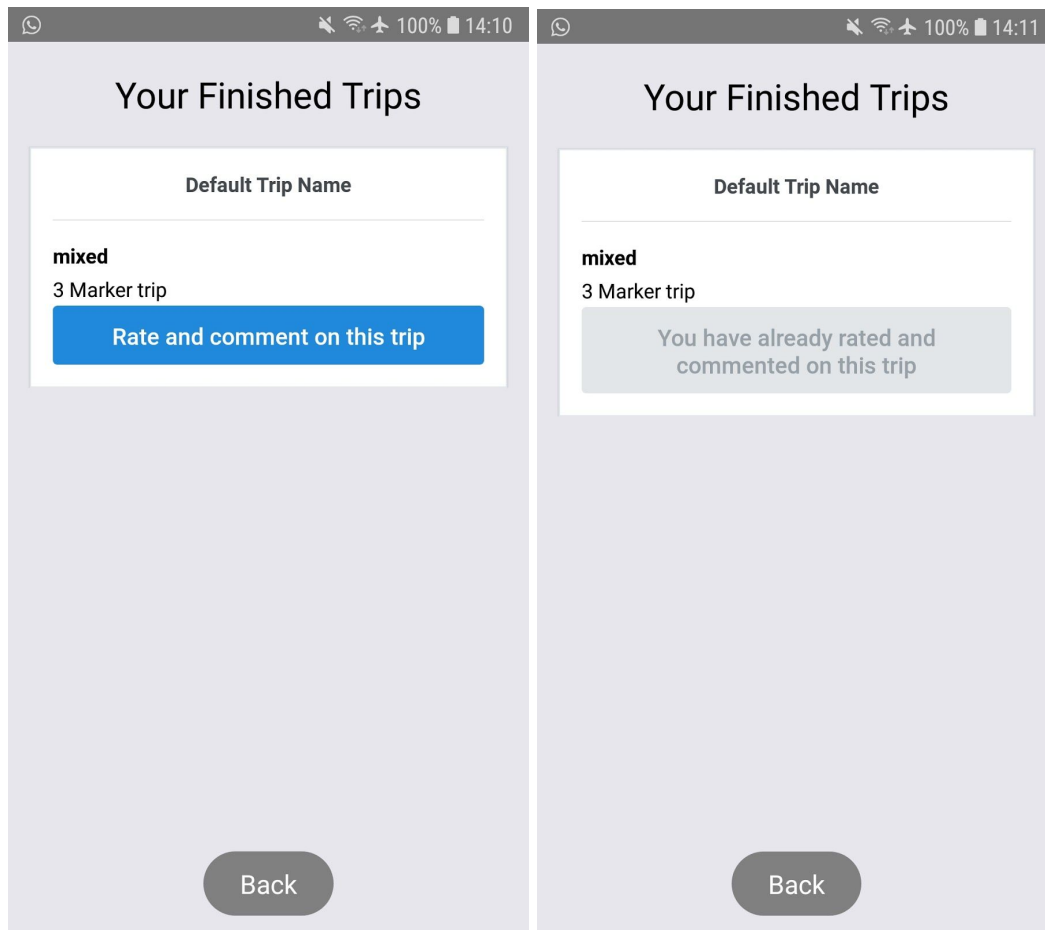 100% 14:10
Your Finished Trips
Default Trip Name
mixed
3 Marker trip
Rate and comment on this trip
Back
100% 14:11
Your Finished Trips
Default Trip Name
mixed
3 Marker trip
You have already rated and
commented on this trip
Back